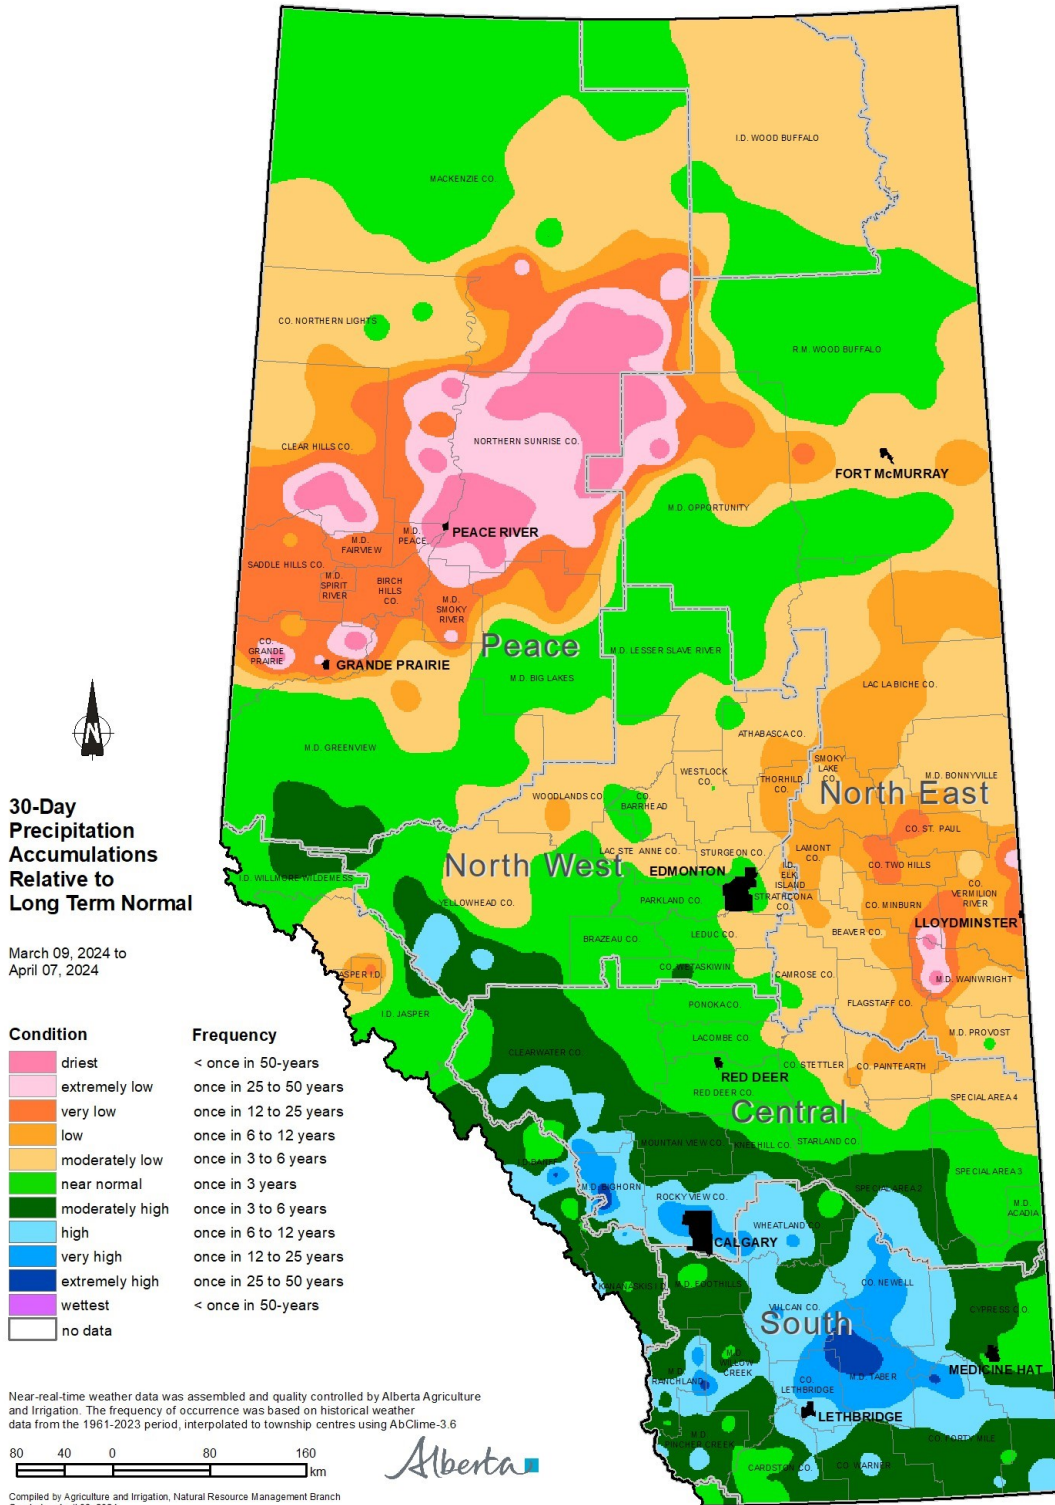 I.D. WOOD BUFFALO
MACKENZIE CO.
CO. NORTHERN LIGHTS
R.M. WOOD BUFFALO
CLEAR HILLS CO.
NORTHERN SUNRISE CO.
FORT McMURRAY
M.D. OPPORTUNITY
PEACE RIVER
M.D.
PEACE
M.D.
FAIRVIEW
SADDLE HILLS CO.
M.D.
SPIRIT
RIVER
BIRCH
HILLS
CO.
M.D.
SMOKY
RIVER
CO.
GRANDE
PRAIRIE
GRANDE PRAIRIE
Peace
M.D. LESSER SLAVE RIVER
M.D. BIG LAKES
LAC LA BICHE CO.
N
M.D. GREENVIEW
ATHABASCA CO.
WESTLOCK
CO.
THORHILD
CO.
SMOKY
LAKE
CO.
M.D. BONNYVILLE
North East
WOODLANDS CO.
CO.
BARRHEAD
CO. ST. PAUL
30-Day
Precipitation
Accumulations
Relative to
Long Term Normal
LAC STE ANNE CO.
STURGEON CO.
LAMONT
CO.
North West
EDMONTON
I.D.
ELK
ISLAND
CO. TWO HILLS
I.D. WILLMORE WILDERNESS
YELLOWHEAD CO.
PARKLAND CO.
STRATHCONA
CO.
CO. MINBURN
CO.
VERMILION
RIVER
LLOYDMINSTER
BRAZEAU CO.
LEDUC CO.
BEAVER CO.
March 09, 2024 to
April 07, 2024
JASPER I.D.
CO. WETASKIWIN
CAMROSE CO.
M.D. WAINWRIGHT
I.D. JASPER
PONOKA CO.
FLAGSTAFF CO.
LACOMBE CO.
M.D. PROVOST
CLEARWATER CO.
RED DEER
RED DEER CO.
CO. STETTLER
CO. PAINTEARTH
Central
SPECIAL AREA 4
MOUNTAIN VIEW CO.
KNEEHILL CO.
STARLAND CO.
I.D. BANFF
M.D. BIGHORN
SPECIAL AREA 3
SPECIAL AREA 2
ROCKY VIEW CO.
M.D.
ACADIA
WHEATLAND CO.
CALGARY
KANANASKIS I.D.
M.D. FOOTHILLS
CO. NEWELL
VULCAN CO.
CYPRESS CO.
South
M.D.
WILLOW
CREEK
M.D.
RANCHLAND
CO.
LETHBRIDGE
M.D. TABER
MEDICINE HAT
LETHBRIDGE
M.D.
PINCHER CREEK
CO. FORTY MILE
CARDSTON CO.
CO. WARNER
Condition Frequency
driest < once in 50-years
extremely low once in 25 to 50 years
very low once in 12 to 25 years
low once in 6 to 12 years
moderately low once in 3 to 6 years
near normal once in 3 years
moderately high once in 3 to 6 years
high once in 6 to 12 years
very high once in 12 to 25 years
extremely high once in 25 to 50 years
wettest < once in 50-years
no data
Near-real-time weather data was assembled and quality controlled by Alberta Agriculture
and Irrigation. The frequency of occurrence was based on historical weather
data from the 1961-2023 period, interpolated to township centres using AbClime-3.6
80 40 0 80 160
km
Alberta
Compiled by Agriculture and Irrigation, Natural Resource Management Branch